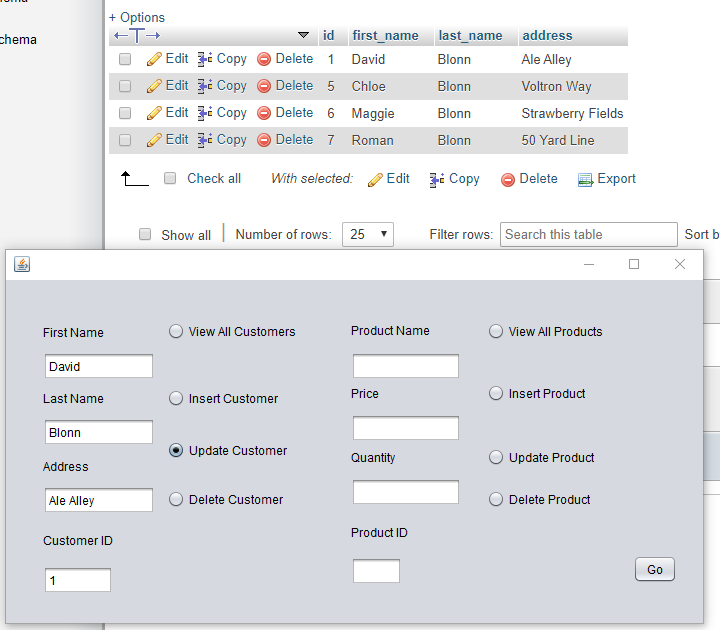 + Options
id first_name last_name address
Edit Copy Delete 1 David Blonn Ale Alley
chema
Edit Copy Delete 5 Chloe Blonn Voltron Way
Edit Copy Delete 6 Maggie Blonn Strawberry Fields
Edit Copy Delete 7 Roman Blonn 50 Yard Line
Check all With selected: Edit Copy Delete Export
Show all Number of rows: 25 Filter rows: Search this table Sort b
First Name View All Customers Product Name View All Products
David
Last Name Insert Customer Price Insert Product
Blonn
Update Customer
Address Quantity Update Product
Ale Alley Delete Customer Delete Product
Customer ID Product ID
1 Go